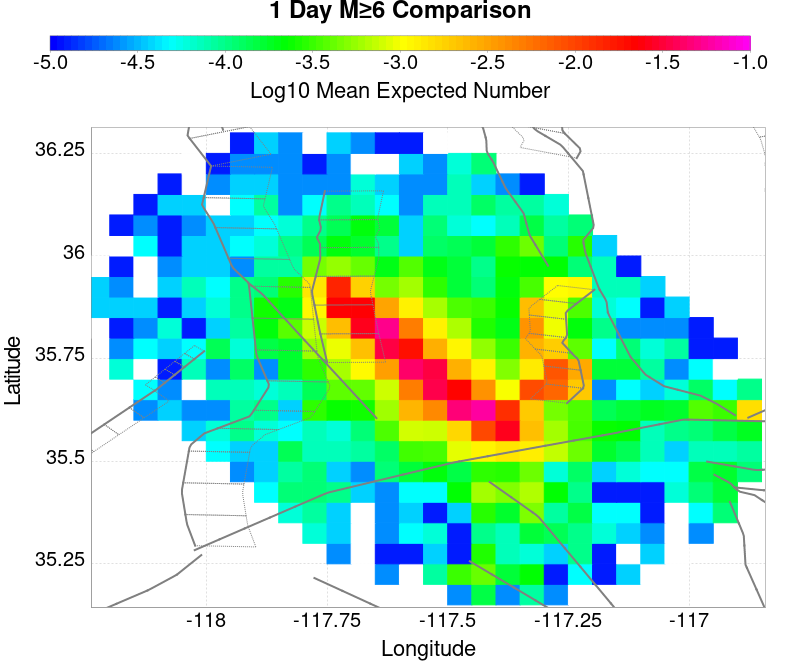 1 Day M≥6 Comparison
-5.0 -4.5 -4.0 -3.5 -3.0 -2.5 -2.0 -1.5 -1.0
Log10 Mean Expected Number
36.25
36
35.75
35.5
35.25
Latitude
-118 -117.75 -117.5 -117.25 -117
Longitude